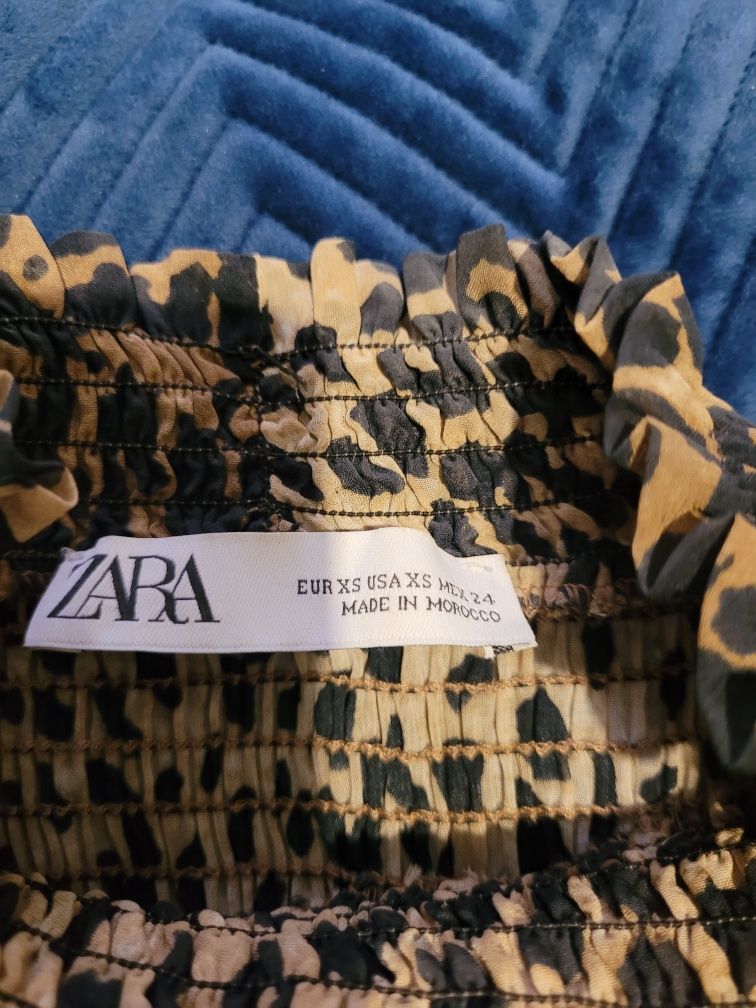 ZARA
EUR XS USA XS MEX 24
MADE IN MOROCCO